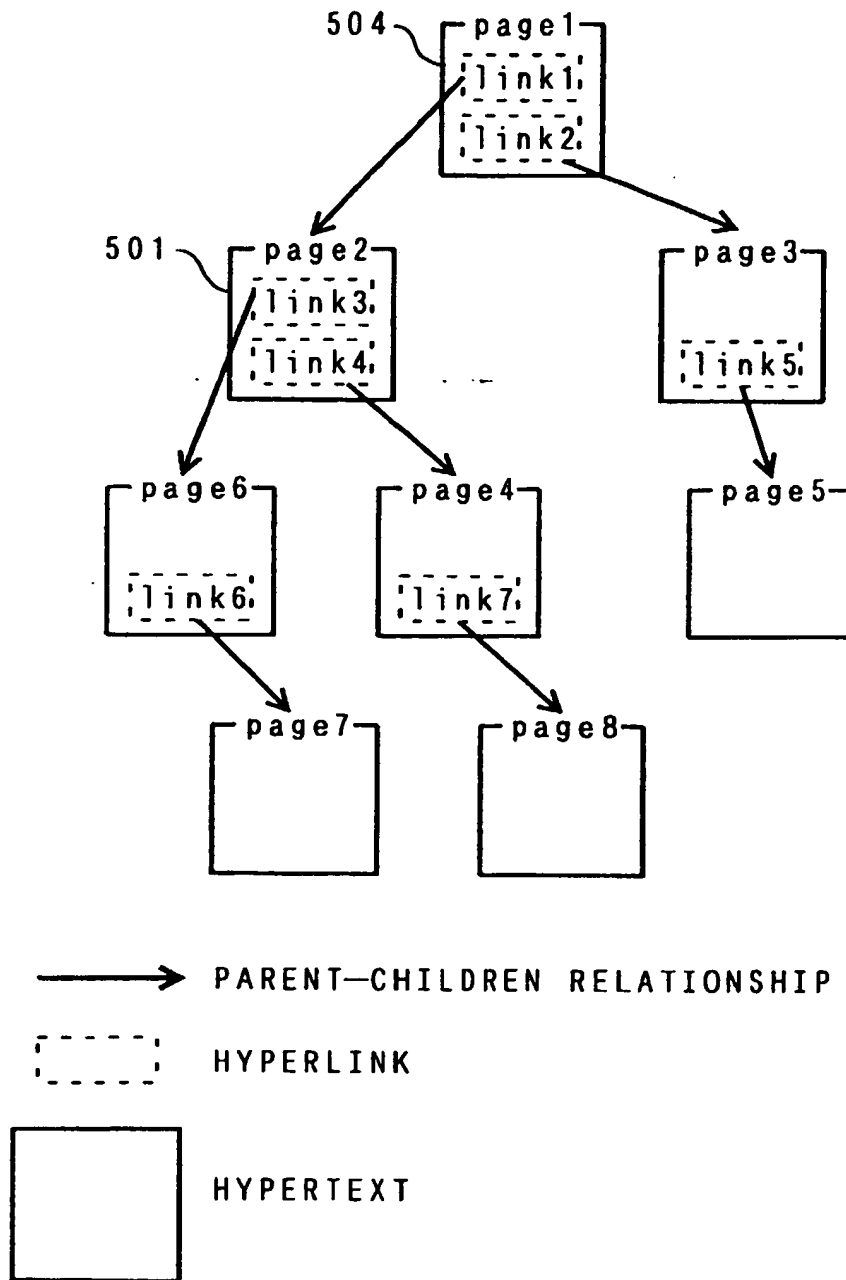 504
page1
link1
link2
501
page2
page3
link3
link4
link5
page6
page4
page5
link6
link7
page7
page8
PARENT—CHILDREN RELATIONSHIP
HYPERLINK
HYPERTEXT